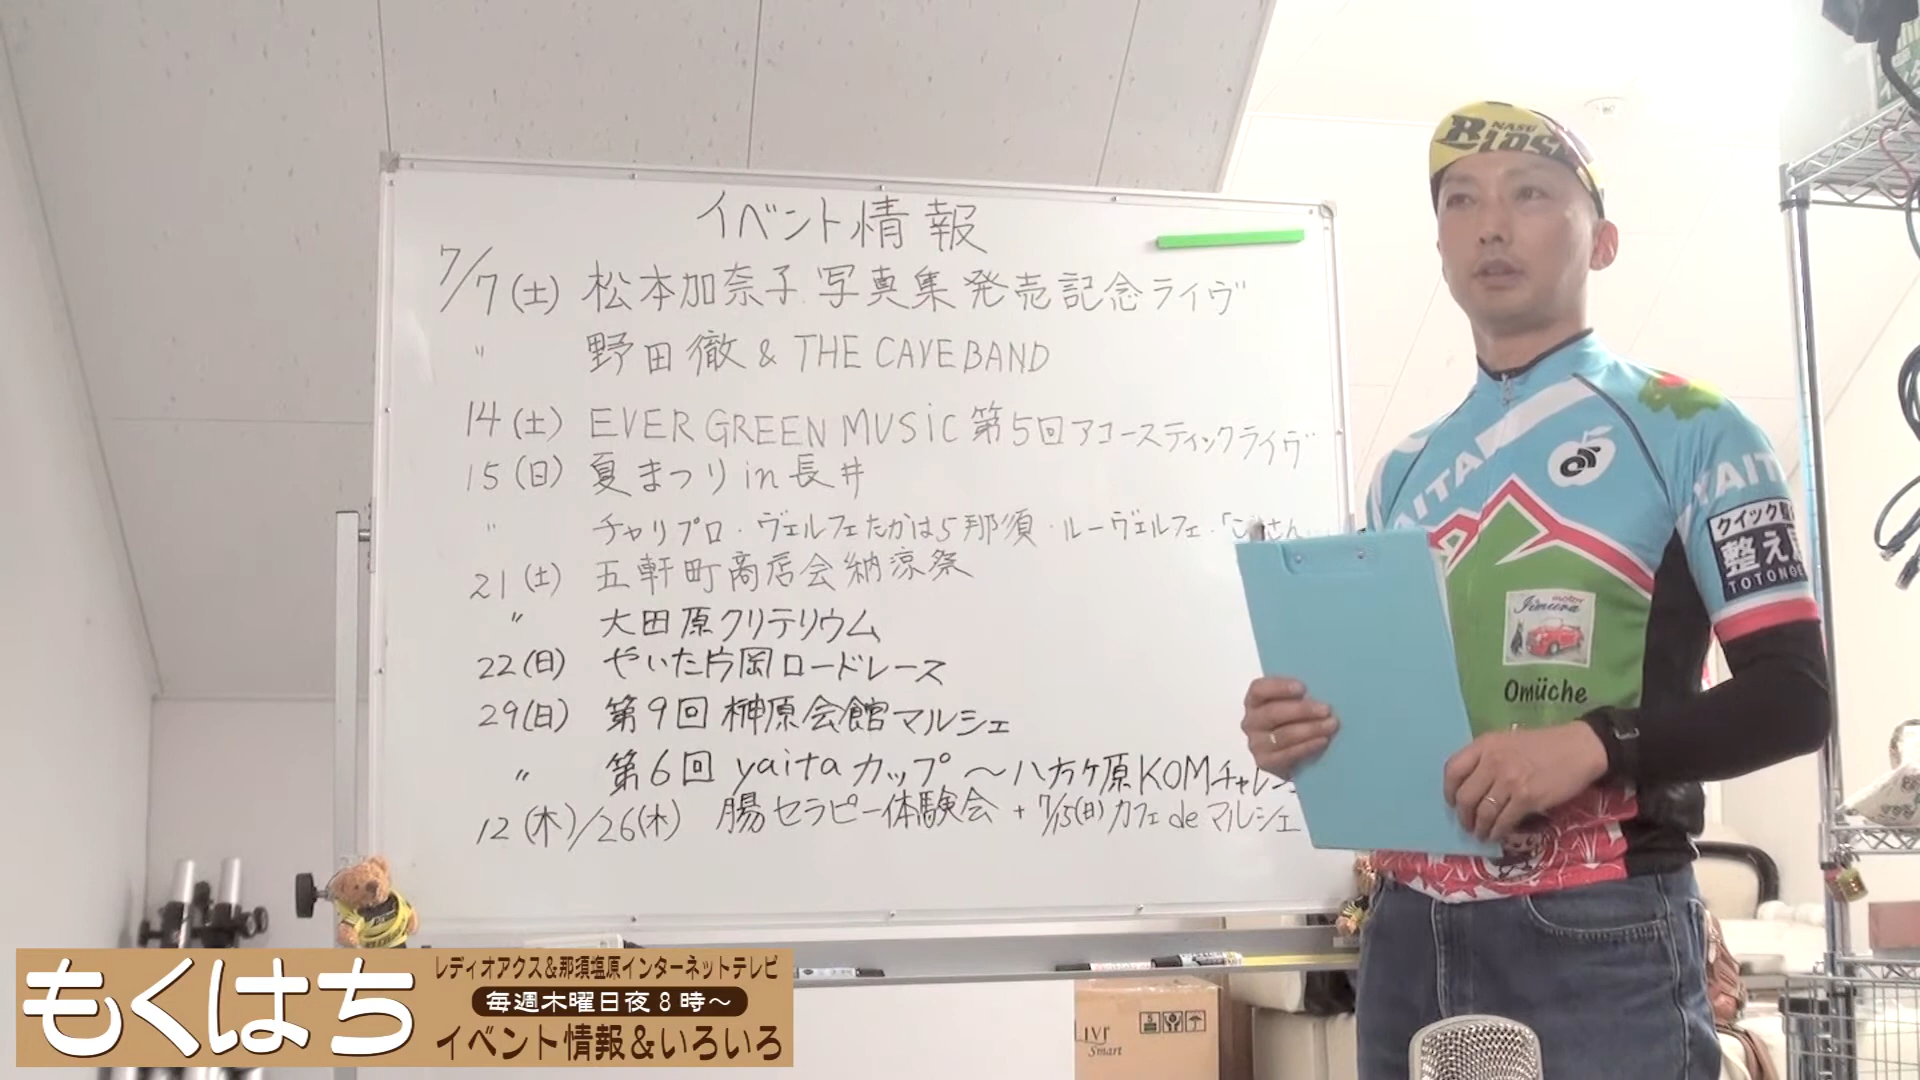 イベント情報
7/7(土) 松本加奈子 写真集発売記念ライヴ
〃 野田徹 & THE CAVE BAND
14(土) EVER GREEN MUSIC 第5回アコースティックライヴ
15(日) 夏まつり in 長井
〃 チャリプロ・ヴェルフェたかはら那須・ルーヴェルフェ・
21(土) 五軒町商店会納涼祭
〃 大田原クリテリウム
22(日) やいた片岡ロードレース
29(日) 第9回 榊原会館マルシェ
〃 第6回 yaitaカップ 〜八方ヶ原KOMチャレ
12(木)/26(木) 腸セラピー体験会 + 7/15(日)カフェdeマルシェ
NASU
BLAS
YAIT
クイック
整え
TOTONOE
motor
Jimura
Omüche
Smart
もくはち
レディオアクス&那須塩原インターネットテレビ
毎週木曜日夜8時〜
イベント情報&いろいろ